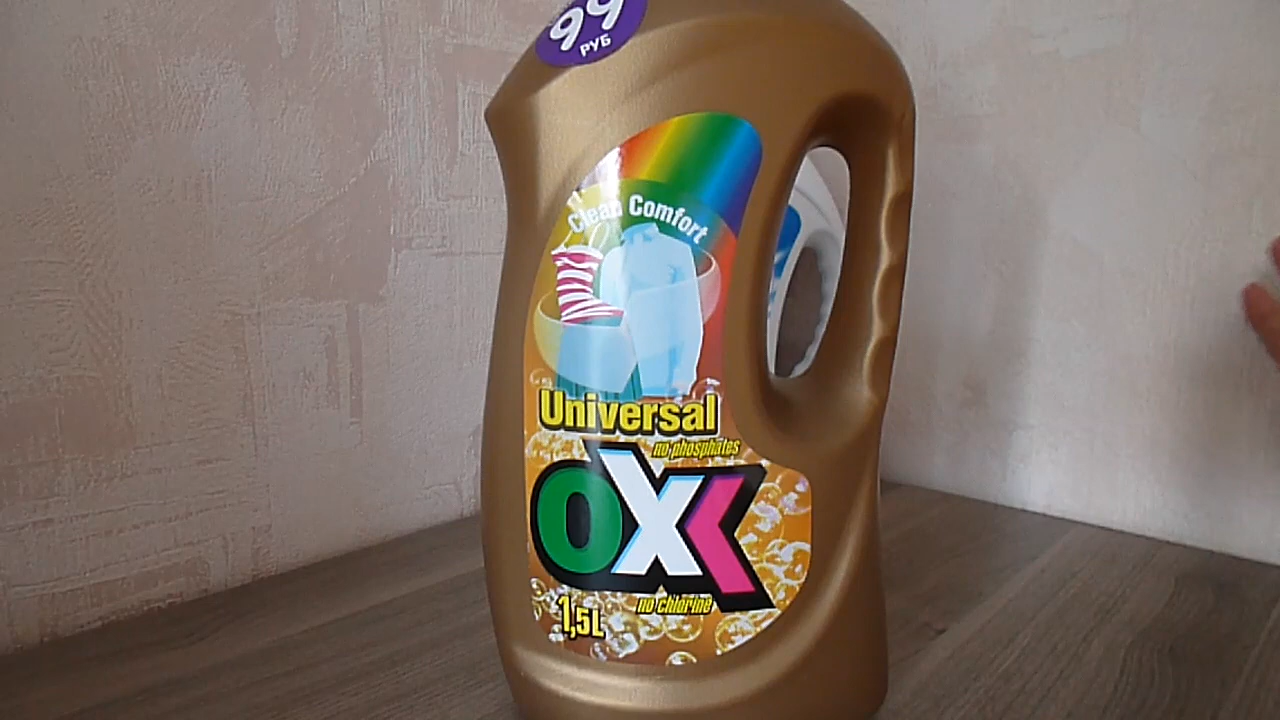 99
РУБ
Clean Comfort
Universal
no phosphates
OXX
no chlorine
1,5L